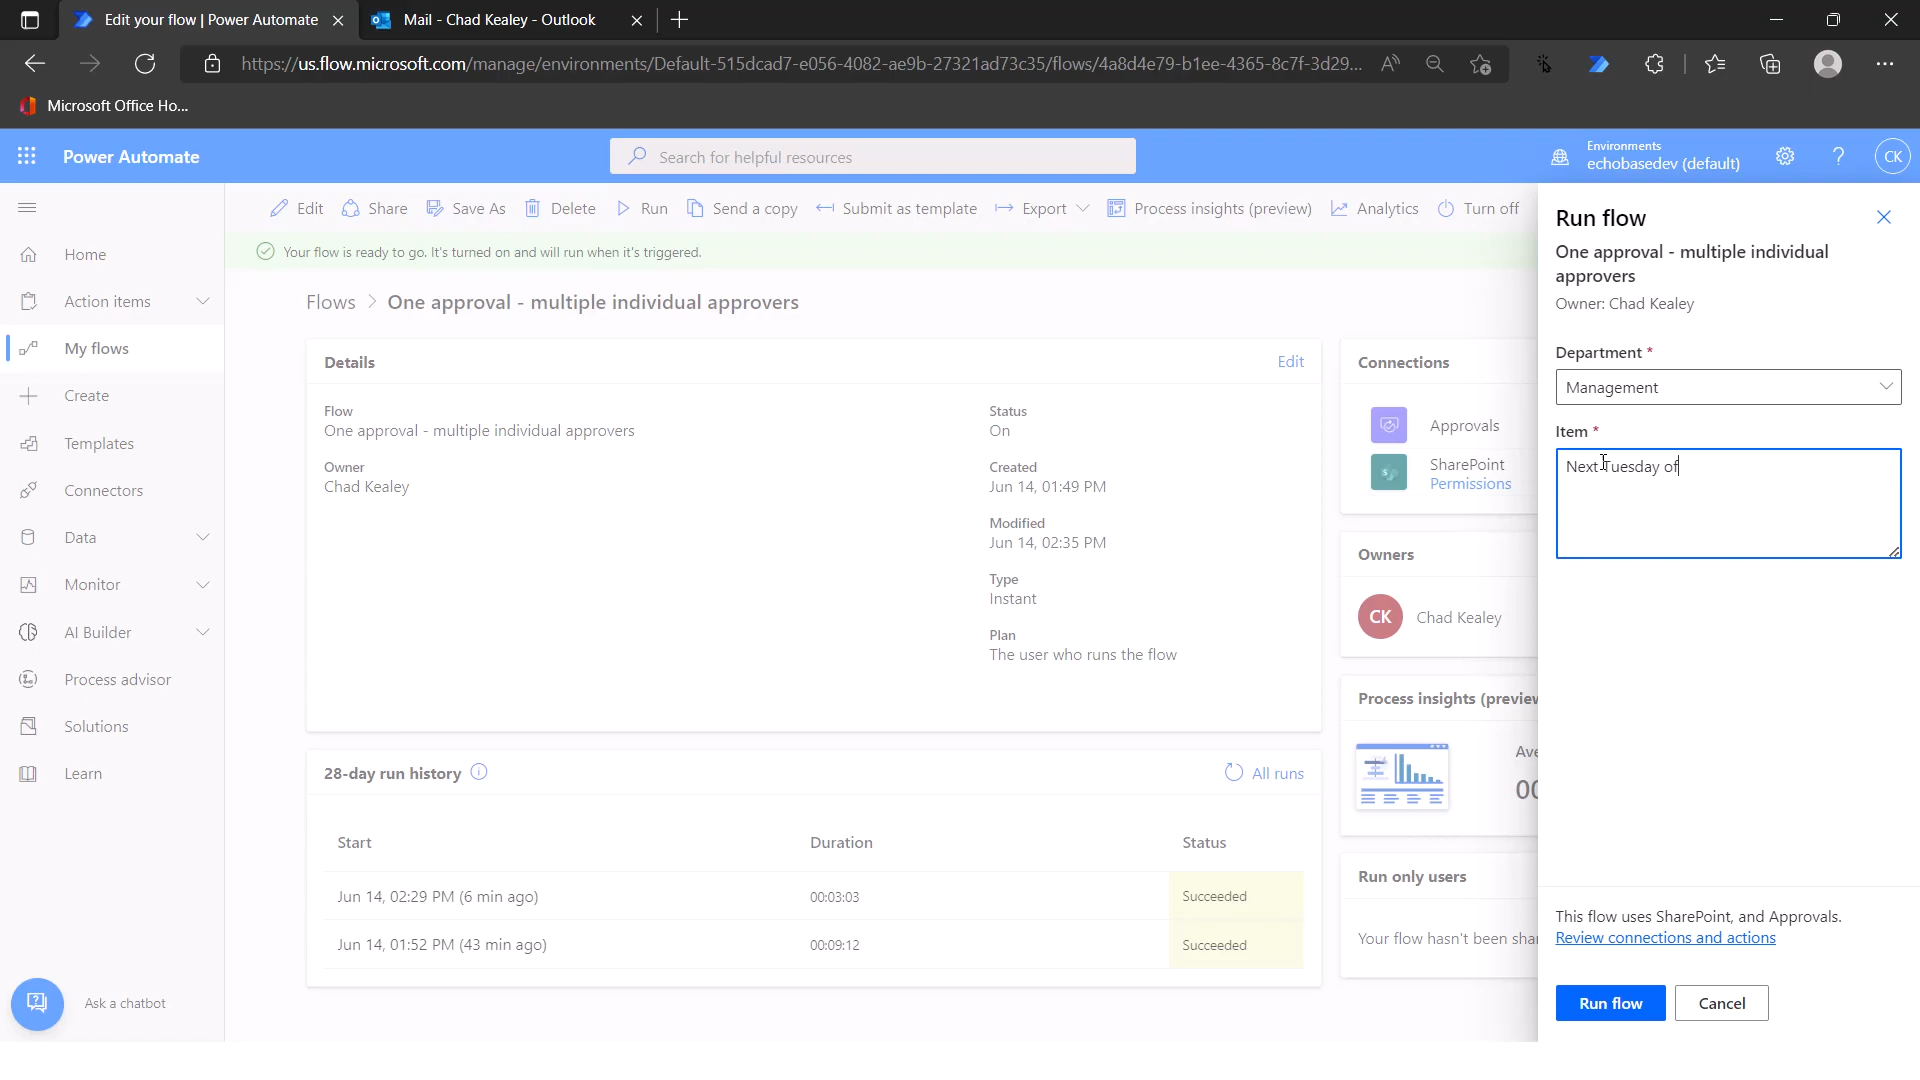 Edit your flow | Power Automate
Mail - Chad Kealey - Outlook
https://us.flow.microsoft.com/manage/environments/Default-515dcad7-e056-4082-ae9b-27321ad73c35/flows/4a8d4e79-b1ee-4365-8c7f-3d29...
Microsoft Office Ho...
Power Automate
Search for helpful resources
Environments
echobasedev (default)
CK
Edit
Share
Save As
Delete
Run
Send a copy
Submit as template
Export
Process insights (preview)
Analytics
Turn off
Your flow is ready to go. It's turned on and will run when it's triggered.
Home
Action items
My flows
Create
Templates
Connectors
Data
Monitor
AI Builder
Process advisor
Solutions
Learn
Ask a chatbot
Flows > One approval - multiple individual approvers
Details
Edit
Flow
One approval - multiple individual approvers
Owner
Chad Kealey
Status
On
Created
Jun 14, 01:49 PM
Modified
Jun 14, 02:35 PM
Type
Instant
Plan
The user who runs the flow
28-day run history
All runs
Start Duration Status
Jun 14, 02:29 PM (6 min ago) 00:03:03 Succeeded
Jun 14, 01:52 PM (43 min ago) 00:09:12 Succeeded
Connections
Approvals
SharePoint
Permissions
Owners
CK
Chad Kealey
Process insights (preview
Ave
00
Run only users
Your flow hasn't been shar
Run flow
One approval - multiple individual
approvers
Owner: Chad Kealey
Department *
Management
Item *
Next Tuesday of
This flow uses SharePoint, and Approvals.
Review connections and actions
Run flow
Cancel